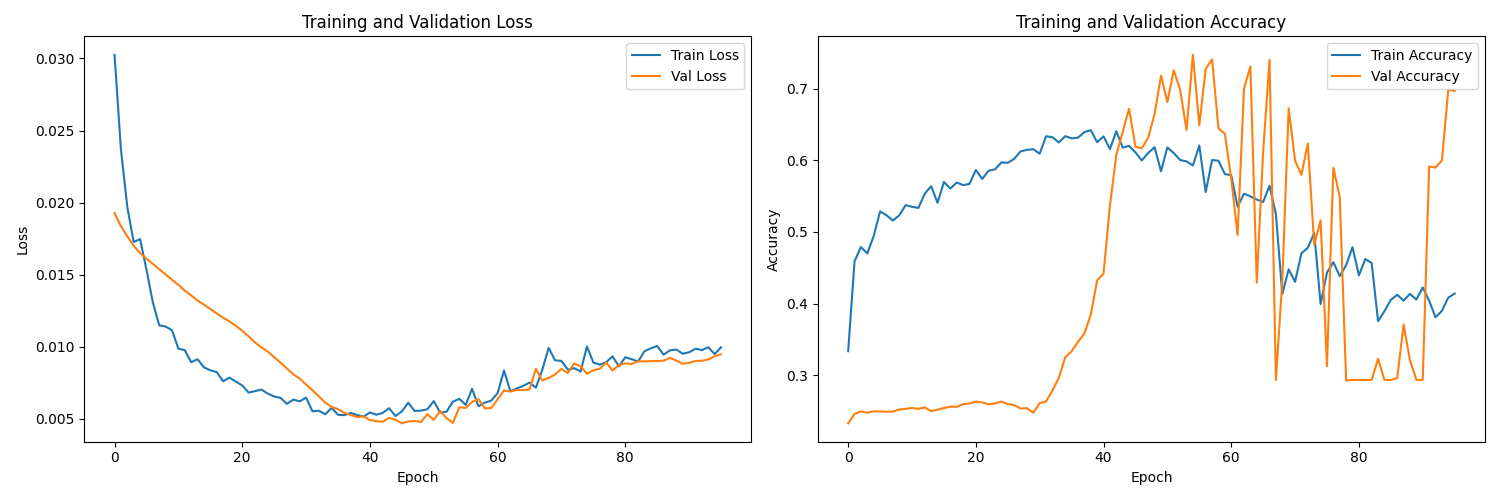 Training and Validation Loss
Train Loss
Val Loss
0.030
0.025
0.020
0.015
0.010
0.005
Loss
0
20
40
60
80
Epoch
Training and Validation Accuracy
Train Accuracy
Val Accuracy
0.7
0.6
0.5
0.4
0.3
Accuracy
0
20
40
60
80
Epoch